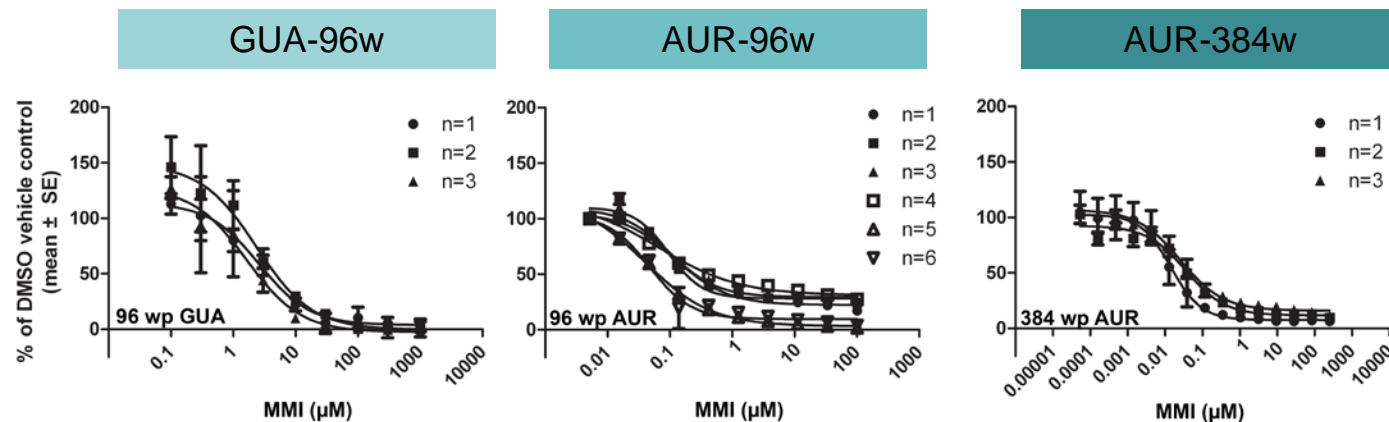 GUA-96w
AUR-96w
AUR-384w
% of DMSO vehicle control
(mean ± SE)
200
150
100
50
0
n=1
n=2
n=3
96 wp GUA
0.1
1
10
100
1000
10000
MMI (µM)
200
150
100
50
0
n=1
n=2
n=3
n=4
n=5
n=6
96 wp AUR
0.01
0.1
1
10
100
1000
MMI (µM)
200
150
100
50
0
n=1
n=2
n=3
384 wp AUR
0.00001
0.0001
0.001
0.01
0.1
1
10
100
1000
10000
MMI (µM)